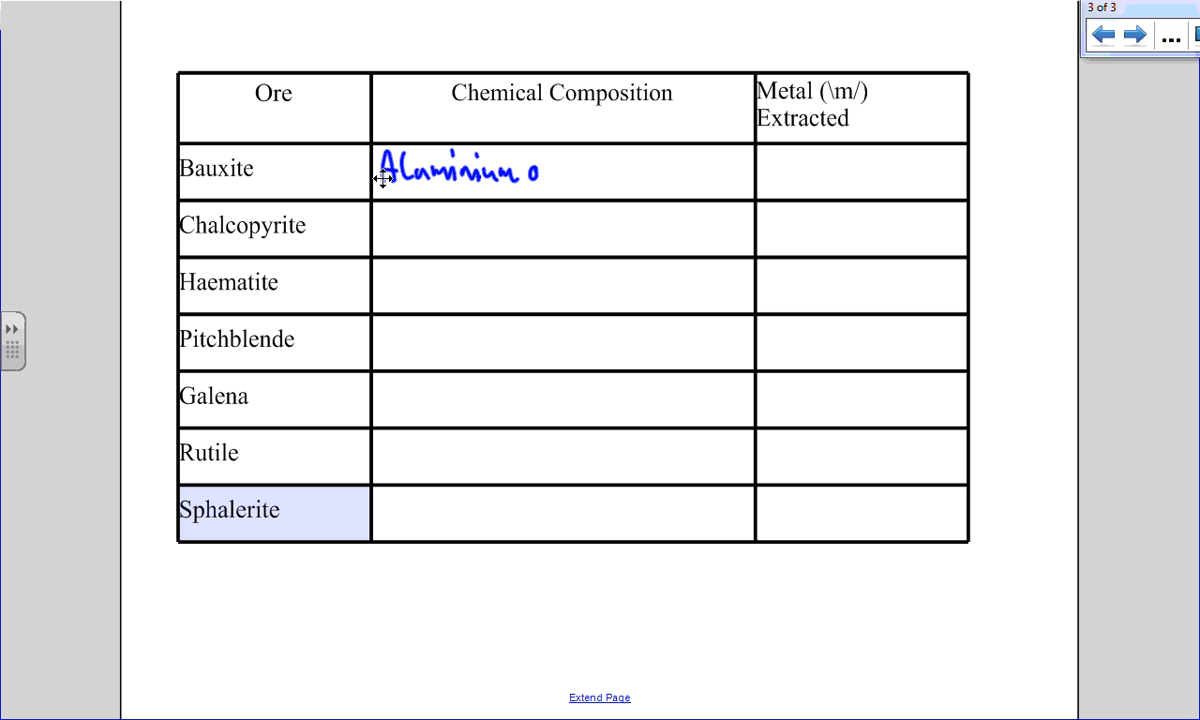 3 of 3
...
Ore Chemical Composition Metal (\m/)
Extracted
Bauxite Aluminium o
Chalcopyrite
Haematite
Pitchblende
Galena
Rutile
Sphalerite
Extend Page